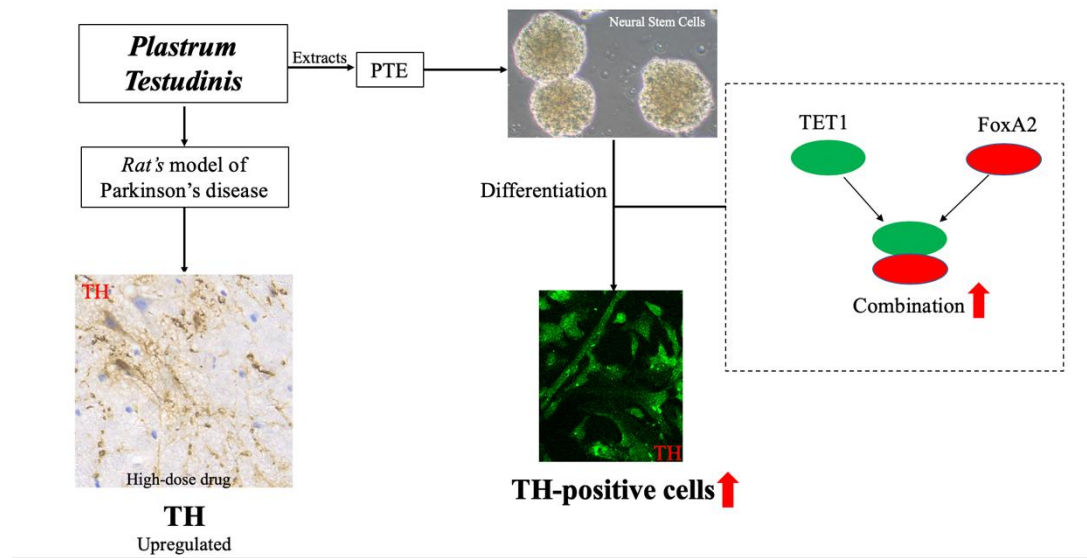 Plastrum
Testudinis
Extracts
PTE
Neural Stem Cells
Rat’s model of
Parkinson’s disease
Differentiation
TET1
FoxA2
Combination
TH
High-dose drug
TH
Upregulated
TH
TH-positive cells